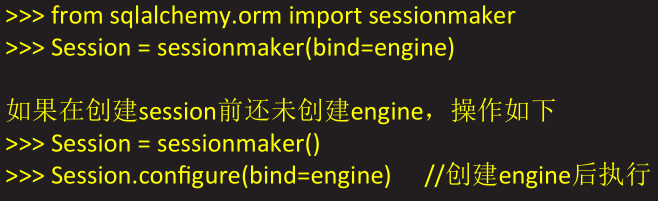 >>> from sqlalchemy.orm import sessionmaker
>>> Session = sessionmaker(bind=engine)
如果在创建session前还未创建engine，操作如下
>>> Session = sessionmaker()
>>> Session.configure(bind=engine) //创建engine后执行